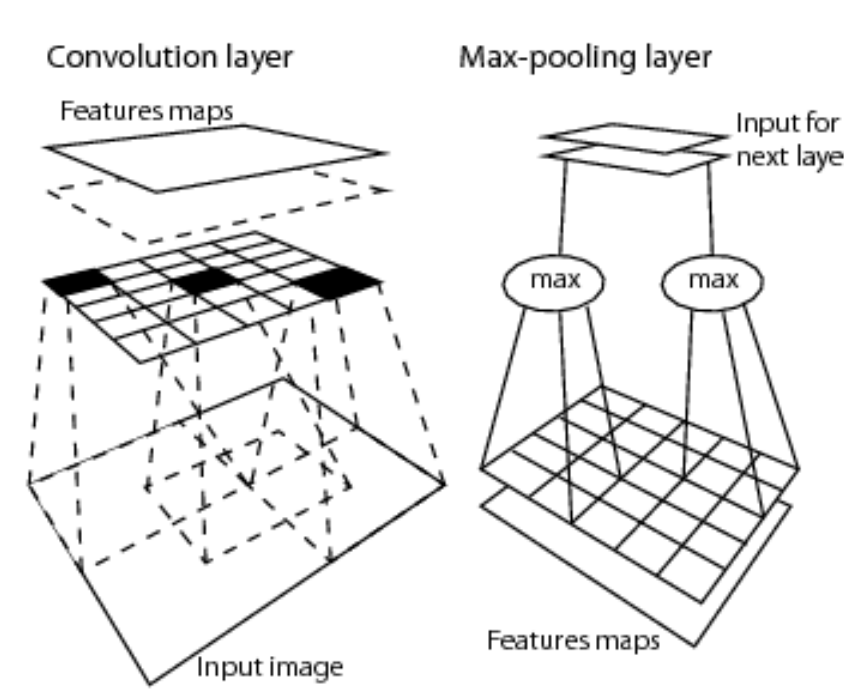 Convolution layer
Max-pooling layer
Features maps
Input for
next laye
max
max
Features maps
Input image